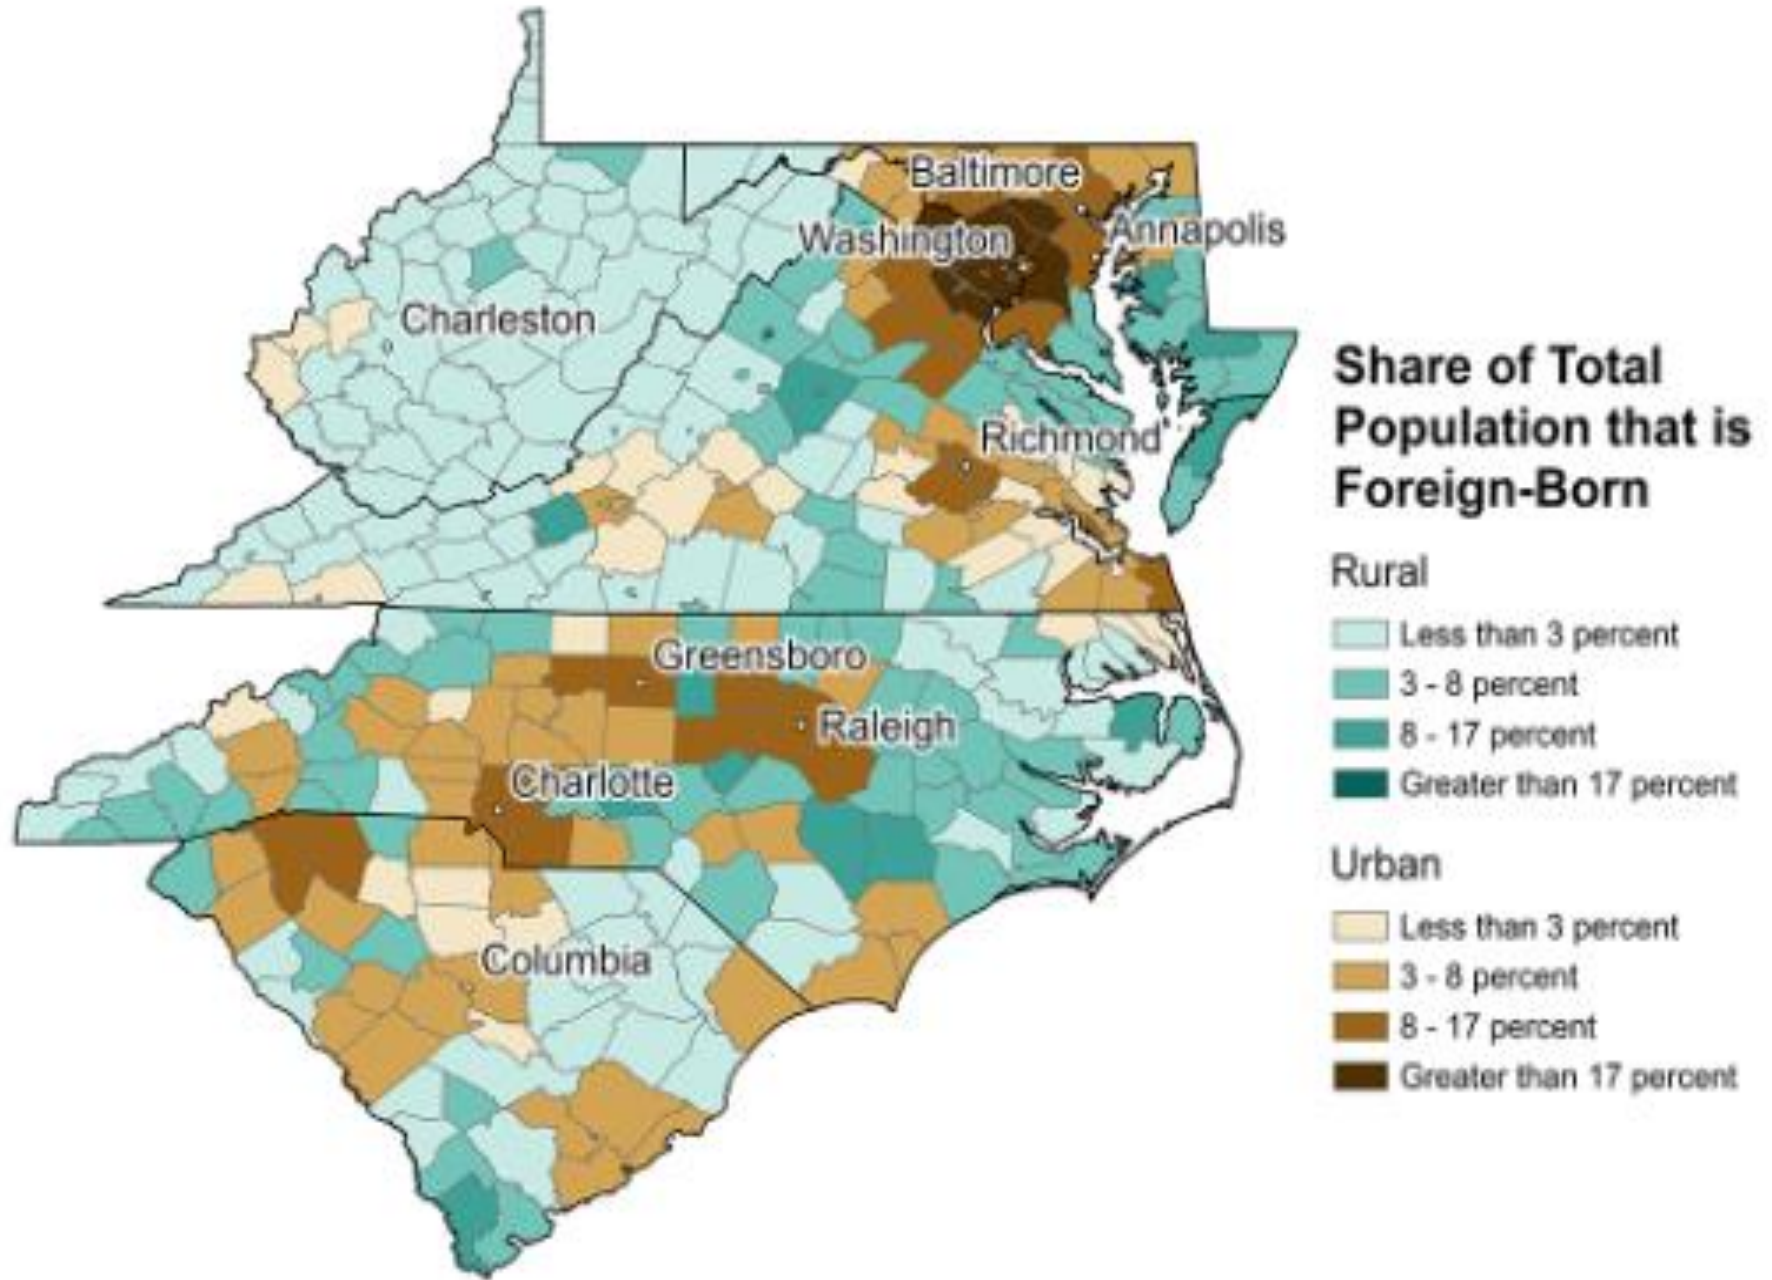 Baltimore
Washington
Annapolis
Charleston
Richmond
Greensboro
Raleigh
Charlotte
Columbia
Share of Total
Population that is
Foreign-Born
Rural
Less than 3 percent
3 - 8 percent
8 - 17 percent
Greater than 17 percent
Urban
Less than 3 percent
3 - 8 percent
8 - 17 percent
Greater than 17 percent